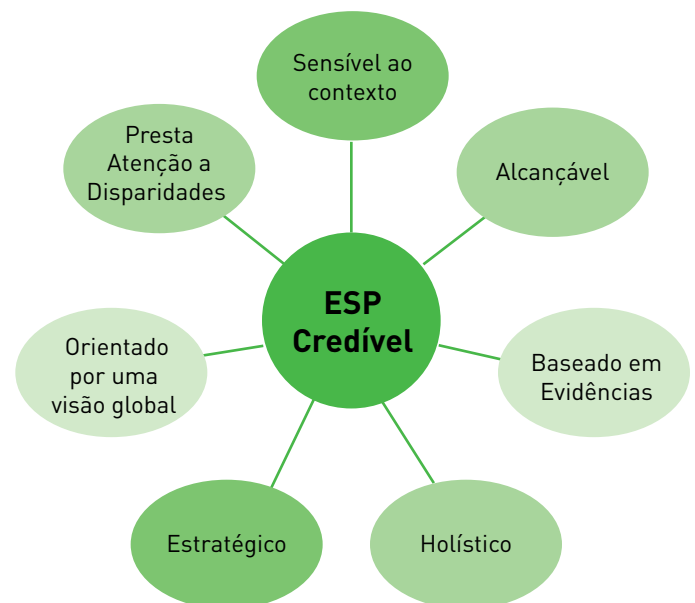 Sensível ao
contexto
Presta
Atenção a
Disparidades
Alcançável
ESP
Credível
Orientado
por uma
visão global
Baseado em
Evidências
Estratégico
Holístico